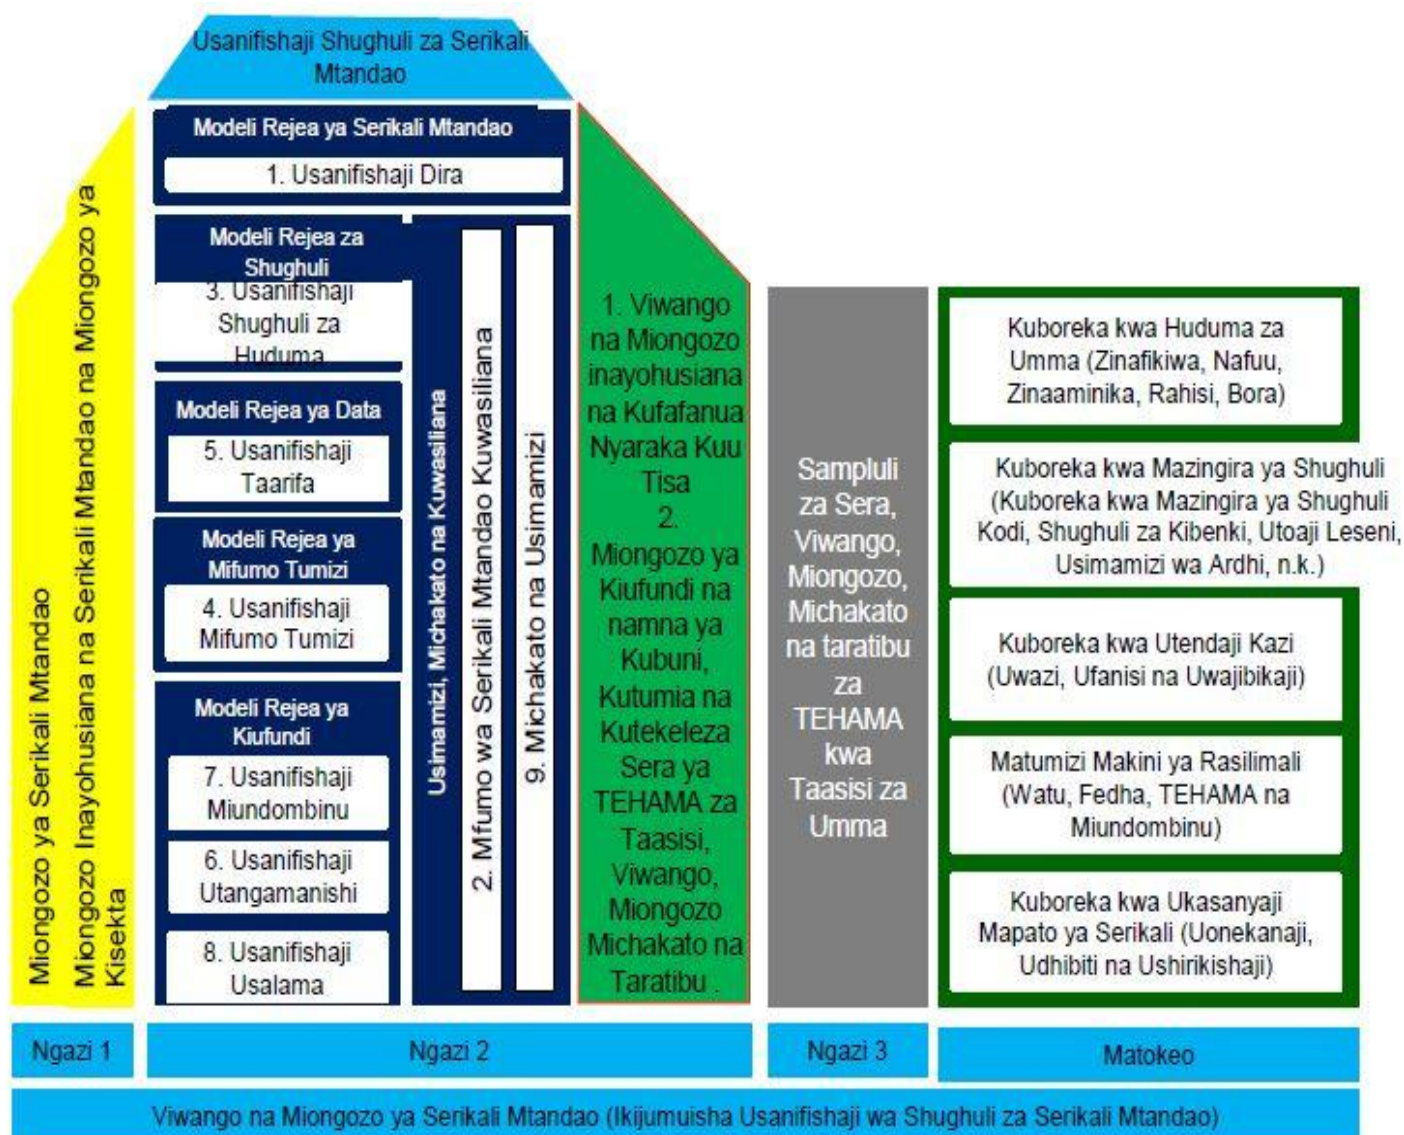 Usanifishaji Shughuli za Serikali
Mtandao
Miongozo ya Serikali Mtandao
Miongozo Inayohusiana na Serikali Mtandao na Miongozo ya
Kisekta
Modeli Rejea ya Serikali Mtandao
1. Usanifishaji Dira
Modeli Rejea za
Shughuli
3. Usanifishaji
Shughuli za
Huduma
Modeli Rejea ya Data
5. Usanifishaji
Taarifa
Modeli Rejea ya
Mifumo Tumizi
4. Usanifishaji
Mifumo Tumizi
Modeli Rejea ya
Kiufundi
7. Usanifishaji
Miundombinu
6. Usanifishaji
Utangamanishi
8. Usanifishaji
Usalama
Usimamizi, Michakato na Kuwasiliana
2. Mfumo wa Serikali Mtandao Kuwasiliana
9. Michakato na Usimamizi
1. Viwango
na Miongozo
inayohusiana
na Kufafanua
Nyaraka Kuu
Tisa
2.
Miongozo ya
Kiufundi na
namna ya
Kubuni,
Kutumia na
Kutekeleza
Sera ya
TEHAMA za
Taasisi,
Viwango,
Miongozo
Michakato na
Taratibu .
Sampluli
za Sera,
Viwango,
Miongozo,
Michakato
na taratibu
za
TEHAMA
kwa
Taasisi za
Umma
Kuboreka kwa Huduma za
Umma (Zinafikiwa, Nafuu,
Zinaaminika, Rahisi, Bora)
Kuboreka kwa Mazingira ya Shughuli
(Kuboreka kwa Mazingira ya Shughuli
Kodi, Shughuli za Kibenki, Utoaji Leseni,
Usimamizi wa Ardhi, n.k.)
Kuboreka kwa Utendaji Kazi
(Uwazi, Ufanisi na Uwajibikaji)
Matumizi Makini ya Rasilimali
(Watu, Fedha, TEHAMA na
Miundombinu)
Kuboreka kwa Ukasanyaji
Mapato ya Serikali (Uonekanaji,
Udhibiti na Ushirikishaji)
Ngazi 1
Ngazi 2
Ngazi 3
Matokeo
Viwango na Miongozo ya Serikali Mtandao (Ikijumuisha Usanifishaji wa Shughuli za Serikali Mtandao)